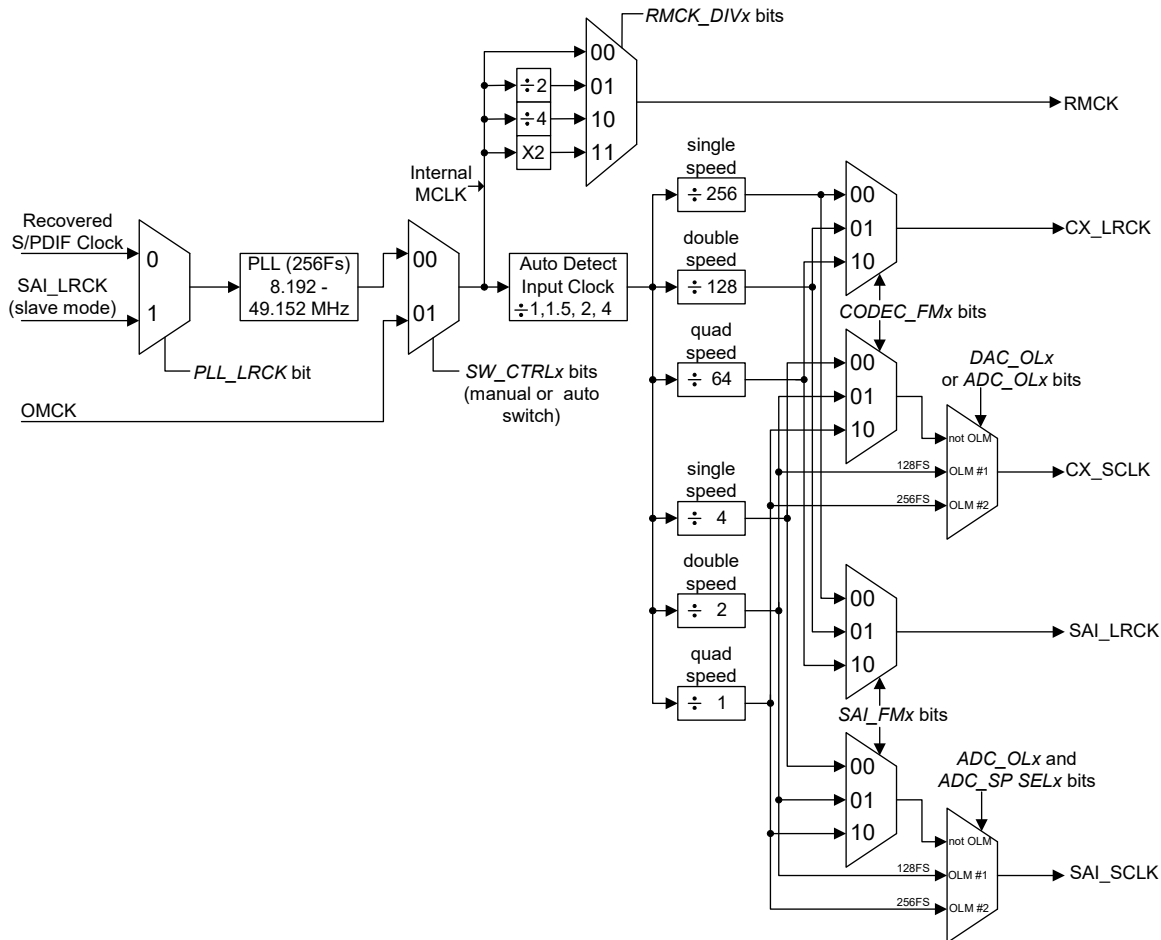 RMCK_DIVx bits
00
÷2
01
÷4
10
X2
11
RMCK
Internal
MCLK
Recovered
S/PDIF Clock
SAI_LRCK
(slave mode)
0
1
PLL_LRCK bit
PLL (256Fs)
8.192 -
49.152 MHz
OMCK
00
01
SW_CTRLx bits
(manual or auto
switch)
Auto Detect
Input Clock
÷1,1.5, 2, 4
single
speed
÷ 256
double
speed
÷ 128
quad
speed
÷ 64
single
speed
÷ 4
double
speed
÷ 2
quad
speed
÷ 1
00
01
10
CX_LRCK
CODEC_FMx bits
00
01
10
DAC_OLx
or ADC_OLx bits
not OLM
128FS
OLM #1
256FS
OLM #2
CX_SCLK
00
01
10
SAI_LRCK
SAI_FMx bits
00
01
10
ADC_OLx and
ADC_SP SELx bits
not OLM
128FS
OLM #1
256FS
OLM #2
SAI_SCLK